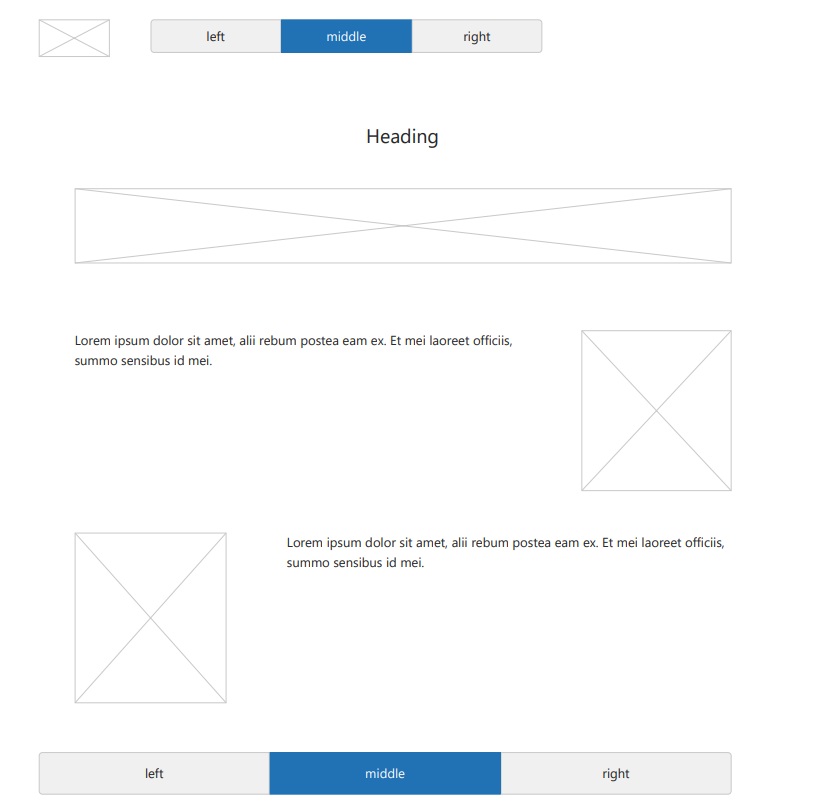 left
middle
right
Heading
Lorem ipsum dolor sit amet, alii rebum postea eam ex. Et mei laoreet officiis,
summo sensibus id mei.
Lorem ipsum dolor sit amet, alii rebum postea eam ex. Et mei laoreet officiis,
summo sensibus id mei.
left
middle
right